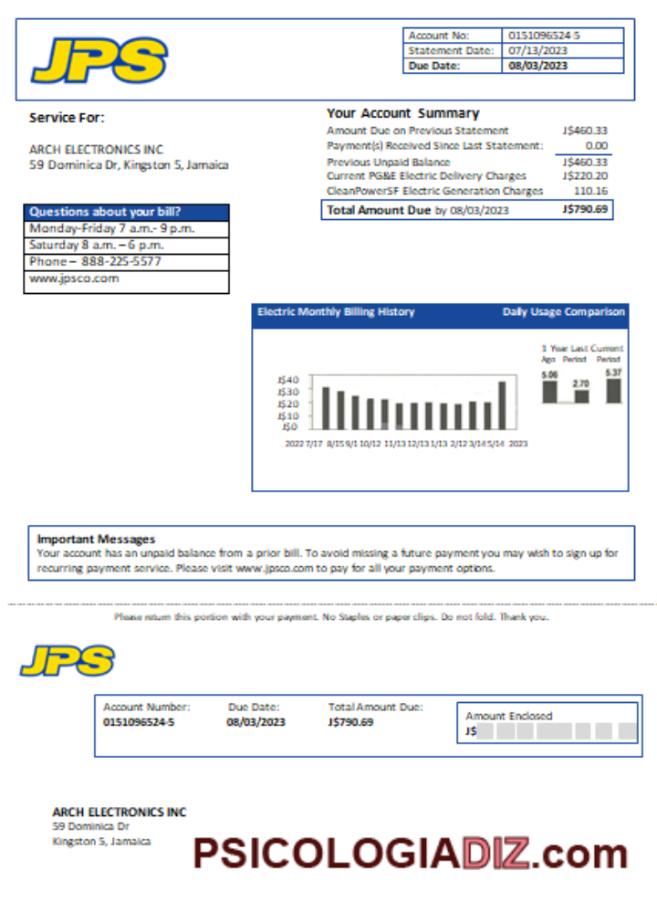 JPS
Account No: 0151096524-5
Statement Date: 07/13/2023
Due Date: 08/03/2023
Service For:
ARCH ELECTRONICS INC
59 Dominica Dr, Kingston 5, Jamaica
Your Account Summary
Amount Due on Previous Statement J$460.33
Payment(s) Received Since Last Statement: 0.00
Previous Unpaid Balance J$460.33
Current PG&E Electric Delivery Charges J$220.20
CleanPowerSF Electric Generation Charges 110.16
Total Amount Due by 08/03/2023 J$790.69
Questions about your bill?
Monday-Friday 7 a.m.- 9 p.m.
Saturday 8 a.m. – 6 p.m.
Phone – 888-225-5577
www.jpsco.com
Electric Monthly Billing History Daily Usage Comparison
1 Year Last Current
Ago Period Period
5.06 2.70 5.37
J$40
J$30
J$20
J$10
J$0
2022 7/17 8/15 9/1 10/12 11/13 12/13 1/13 2/12 3/14 5/14 2023
Important Messages
Your account has an unpaid balance from a prior bill. To avoid missing a future payment you may wish to sign up for
recurring payment service. Please visit www.jpsco.com to pay for all your payment options.
Please return this portion with your payment. No Staples or paper clips. Do not fold. Thank you.
JPS
Account Number: Due Date: Total Amount Due:
0151096524-5 08/03/2023 J$790.69
Amount Enclosed
J$
ARCH ELECTRONICS INC
59 Dominica Dr
Kingston 5, Jamaica
PSICOLOGIADIZ.com